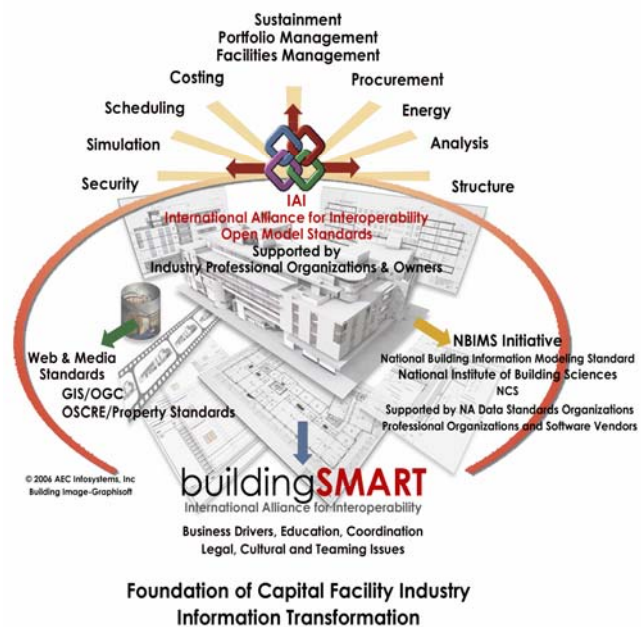 Sustainment
Portfolio Management
Facilities Management
Costing
Procurement
Scheduling
Energy
Simulation
Analysis
Security
Structure
IAI
International Alliance for Interoperability
Open Model Standards
Supported by
Industry Professional Organizations & Owners
Web & Media
Standards
GIS/OGC
OSCRE/Property Standards
NBIMS Initiative
National Building Information Modeling Standard
National Institute of Building Sciences
NCS
Supported by NA Data Standards Organizations
Professional Organizations and Software Vendors
© 2006 AEC Infosystems, Inc
Building Image-Graphisoft
buildingSMART
International Alliance for Interoperability
Business Drivers, Education, Coordination
Legal, Cultural and Teaming Issues
Foundation of Capital Facility Industry
Information Transformation